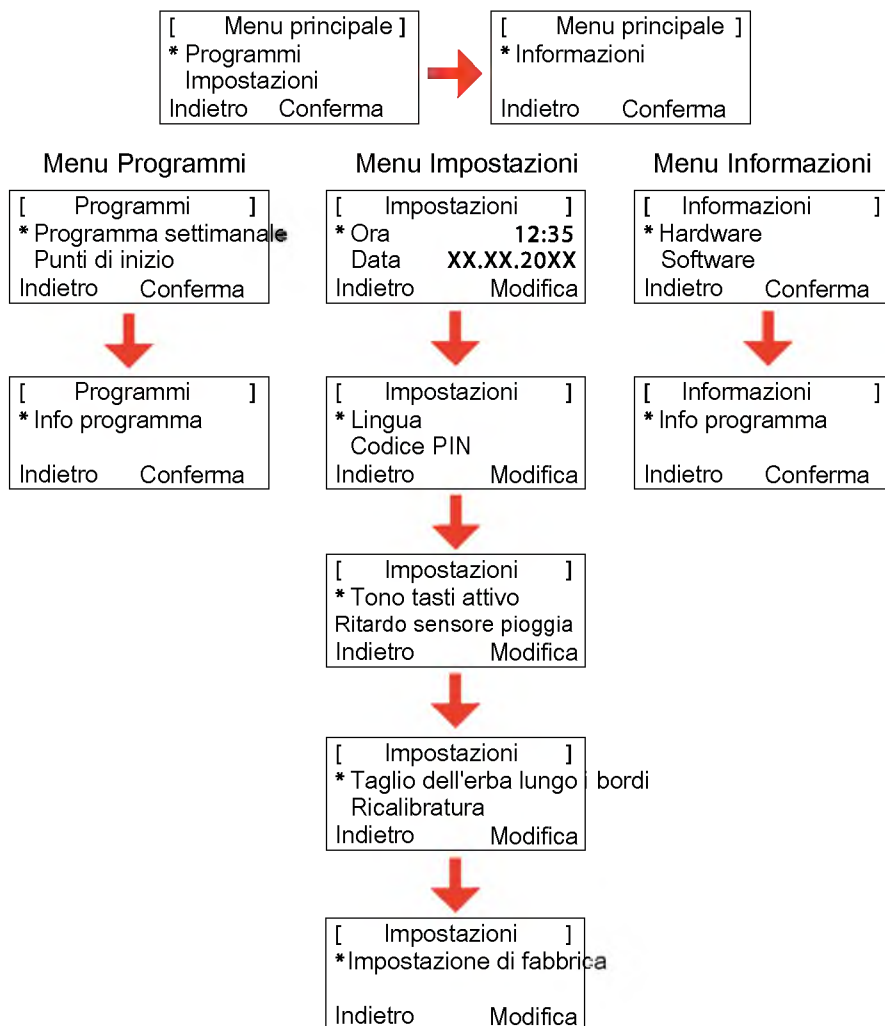 [ Menu principale ]
* Programmi
Impostazioni
Indietro Conferma
[ Menu principale ]
* Informazioni
Indietro Conferma
Menu Programmi
[ Programmi ]
* Programma settimanale
Punti di inizio
Indietro Conferma
[ Programmi ]
* Info programma
Indietro Conferma
Menu Impostazioni
[ Impostazioni ]
* Ora 12:35
Data XX.XX.20XX
Indietro Modifica
[ Impostazioni ]
* Lingua
Codice PIN
Indietro Modifica
[ Impostazioni ]
* Tono tasti attivo
Ritardo sensore pioggia
Indietro Modifica
[ Impostazioni ]
* Taglio dell'erba lungo i bordi
Ricalibratura
Indietro Modifica
[ Impostazioni ]
*Impostazione di fabbrica
Indietro Modifica
Menu Informazioni
[ Informazioni ]
* Hardware
Software
Indietro Conferma
[ Informazioni ]
* Info programma
Indietro Conferma